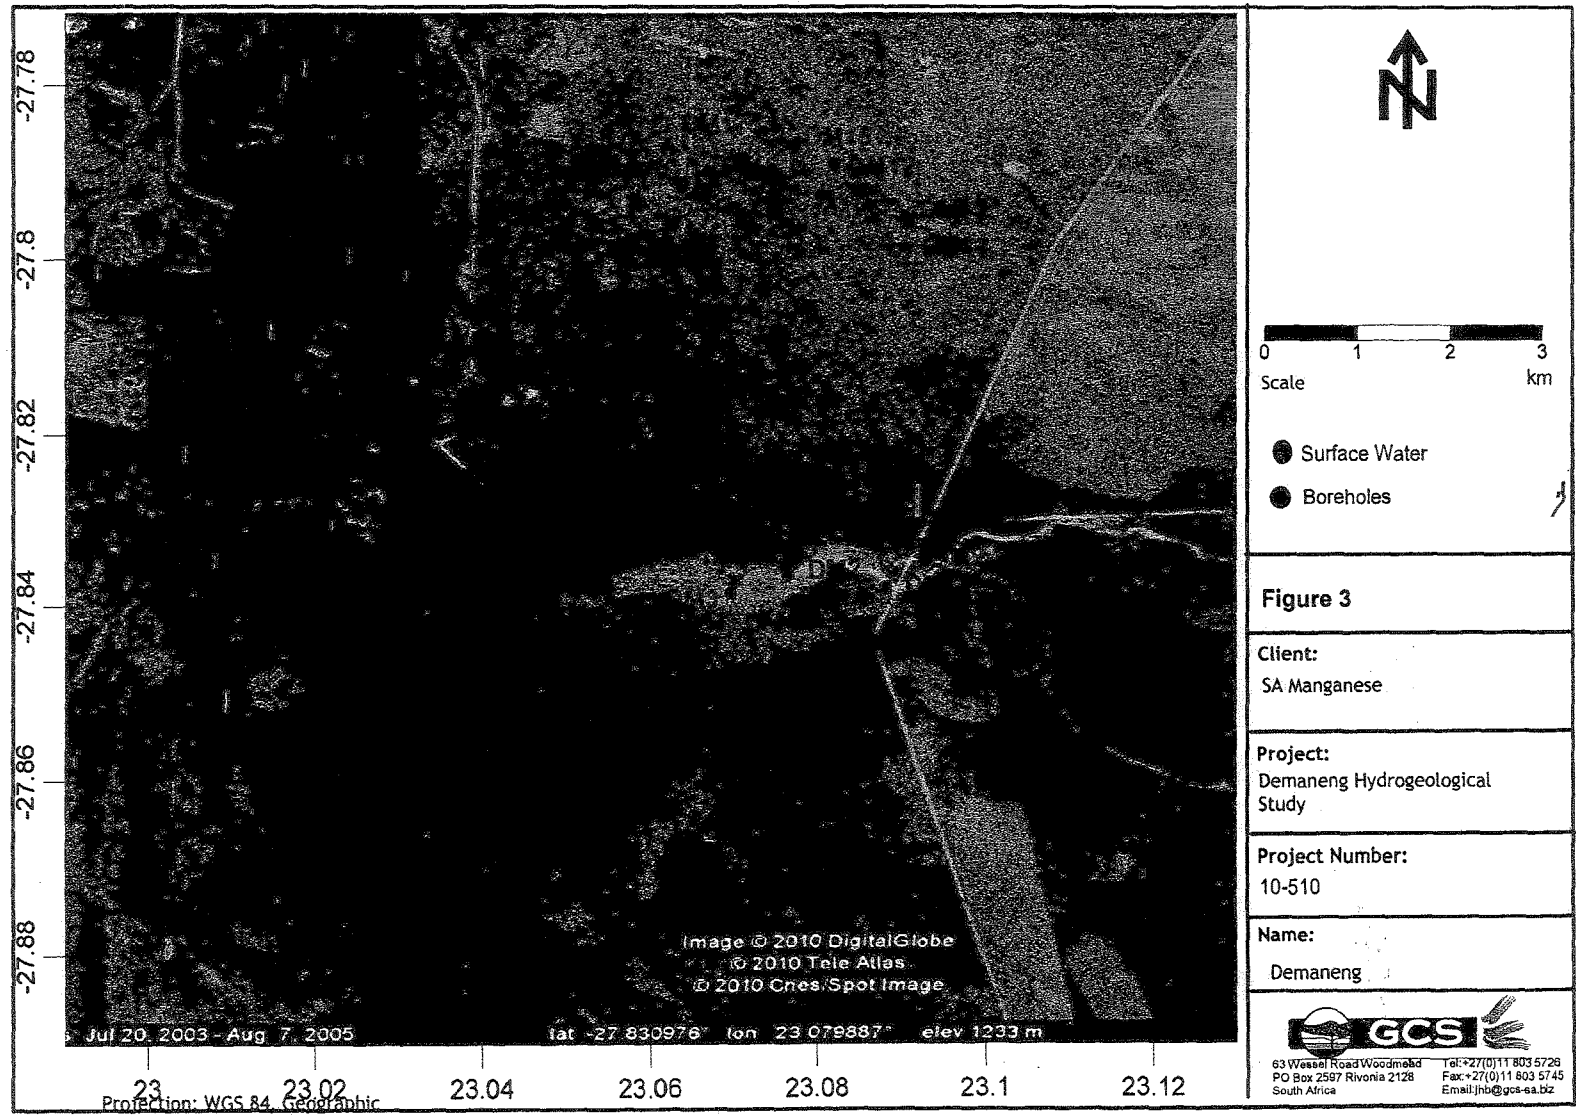 -27.78
-27.8
-27.82
-27.84
-27.86
-27.88
D
Image © 2010 DigitalGlobe
© 2010 Tele Atlas
© 2010 Cnes/Spot Image
Jul 20, 2003 - Aug 7, 2005
lat -27.830976° lon 23.079887° elev 1233 m
23 23.02 23.04 23.06 23.08 23.1 23.12
Projection: WGS 84, Geographic
N
0 1 2 3
Scale km
Surface Water
Boreholes
Figure 3
Client:
SA Manganese
Project:
Demaneng Hydrogeological
Study
Project Number:
10-510
Name:
Demaneng
GCS
63 Wessel Road Woodmead Tel:+27(0)11 803 5726
PO Box 2597 Rivonia 2128 Fax:+27(0)11 803 5745
South Africa Email:jhb@gcs-sa.biz